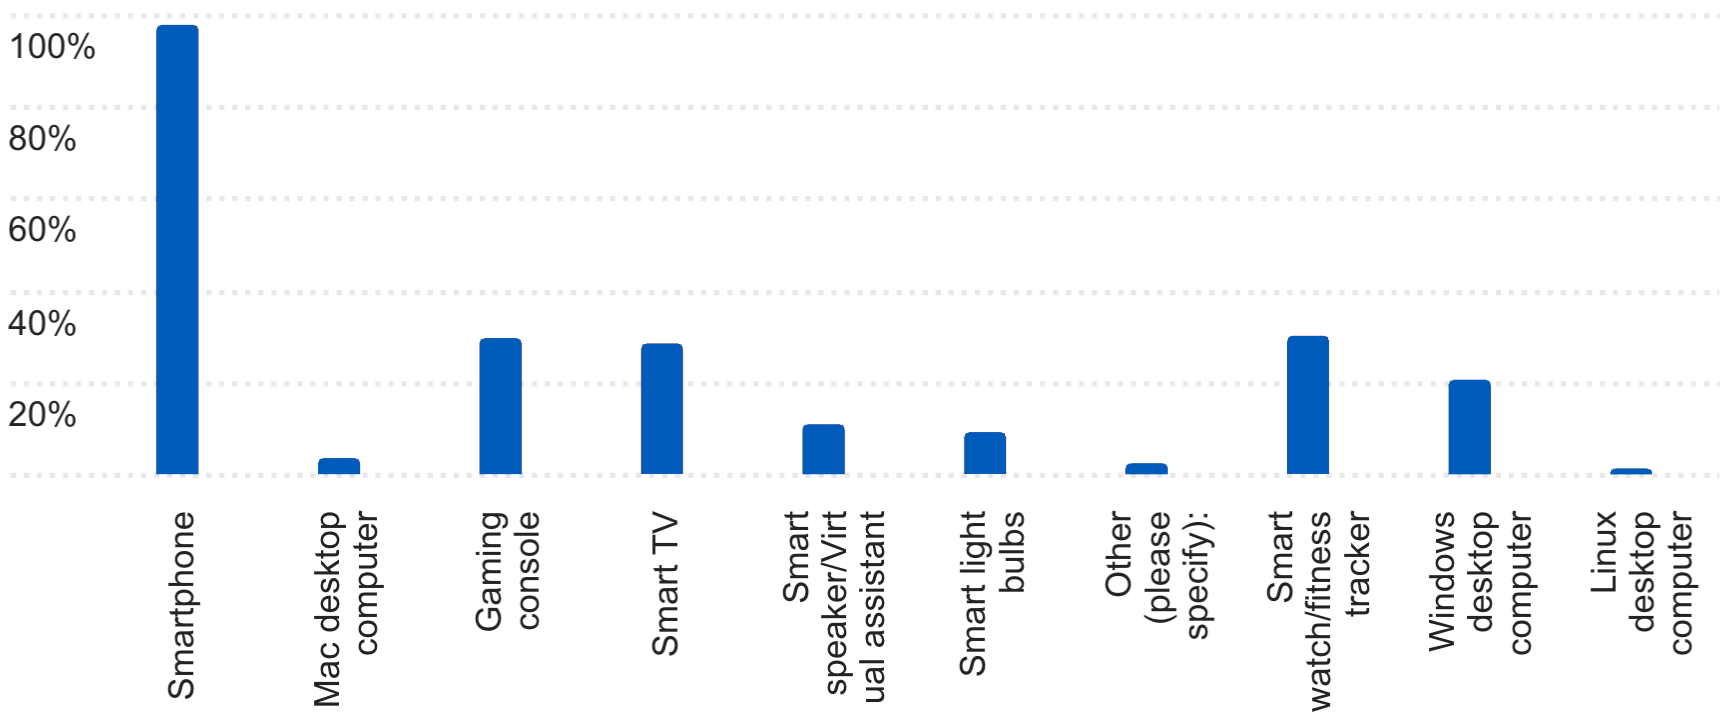 100%
80%
60%
40%
20%
Smartphone
Mac desktop
computer
Gaming
console
Smart TV
Smart
speaker/Virt
ual assistant
Smart light
bulbs
Other
(please
specify):
Smart
watch/fitness
tracker
Windows
desktop
computer
Linux
desktop
computer